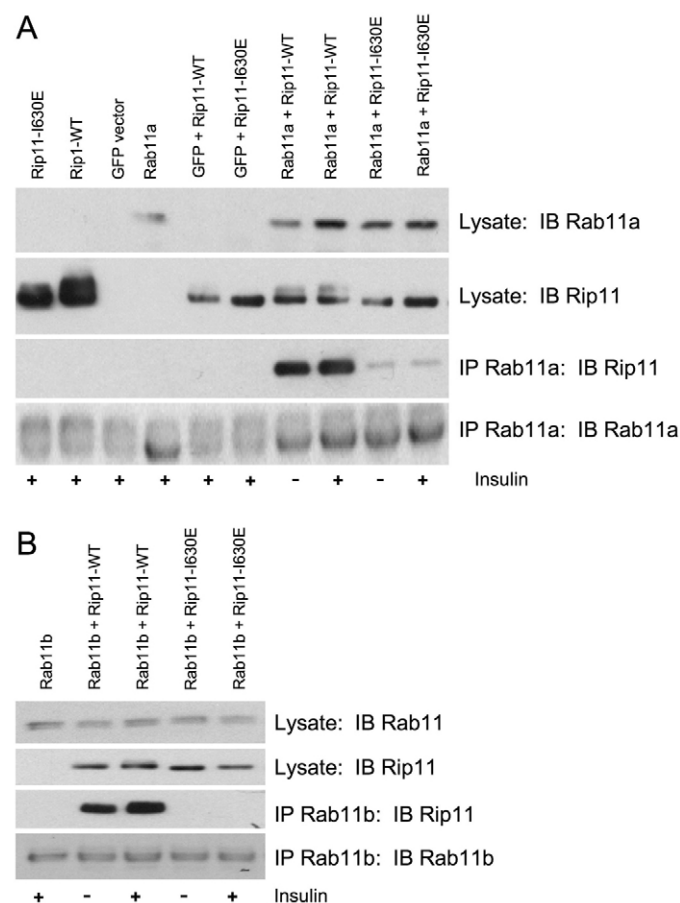 A
Rip11-I630E
Rip1-WT
GFP vector
Rab11a
GFP + Rip11-WT
GFP + Rip11-I630E
Rab11a + Rip11-WT
Rab11a + Rip11-WT
Rab11a + Rip11-I630E
Rab11a + Rip11-I630E
Lysate: IB Rab11a
Lysate: IB Rip11
IP Rab11a: IB Rip11
IP Rab11a: IB Rab11a
+ + + + + + - + - + Insulin
B
Rab11b
Rab11b + Rip11-WT
Rab11b + Rip11-WT
Rab11b + Rip11-I630E
Rab11b + Rip11-I630E
Lysate: IB Rab11
Lysate: IB Rip11
IP Rab11b: IB Rip11
IP Rab11b: IB Rab11b
+ - + - + Insulin